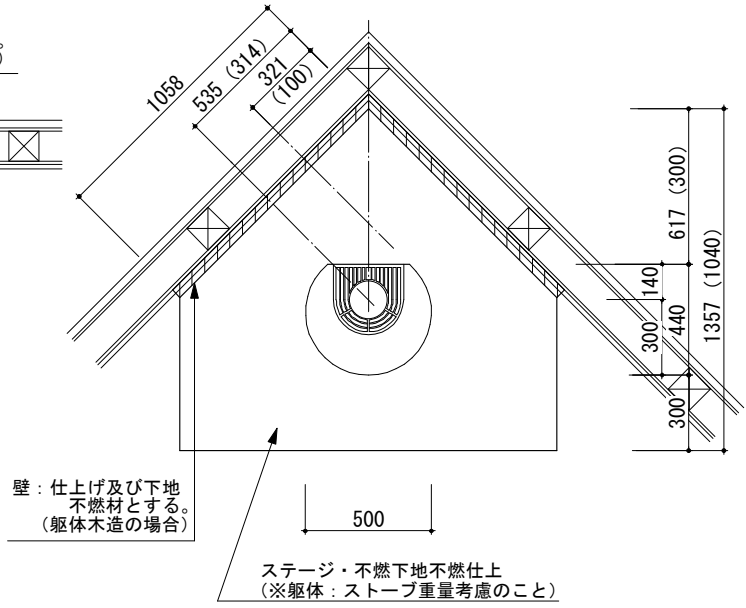 1058
535 (314)
321
(100)
617 (300)
140
440
300
1357 (1040)
300
500
壁：仕上げ及び下地
不燃材とする。
(躯体木造の場合)
ステージ・不燃下地不燃仕上
(※躯体：ストーブ重量考慮のこと)